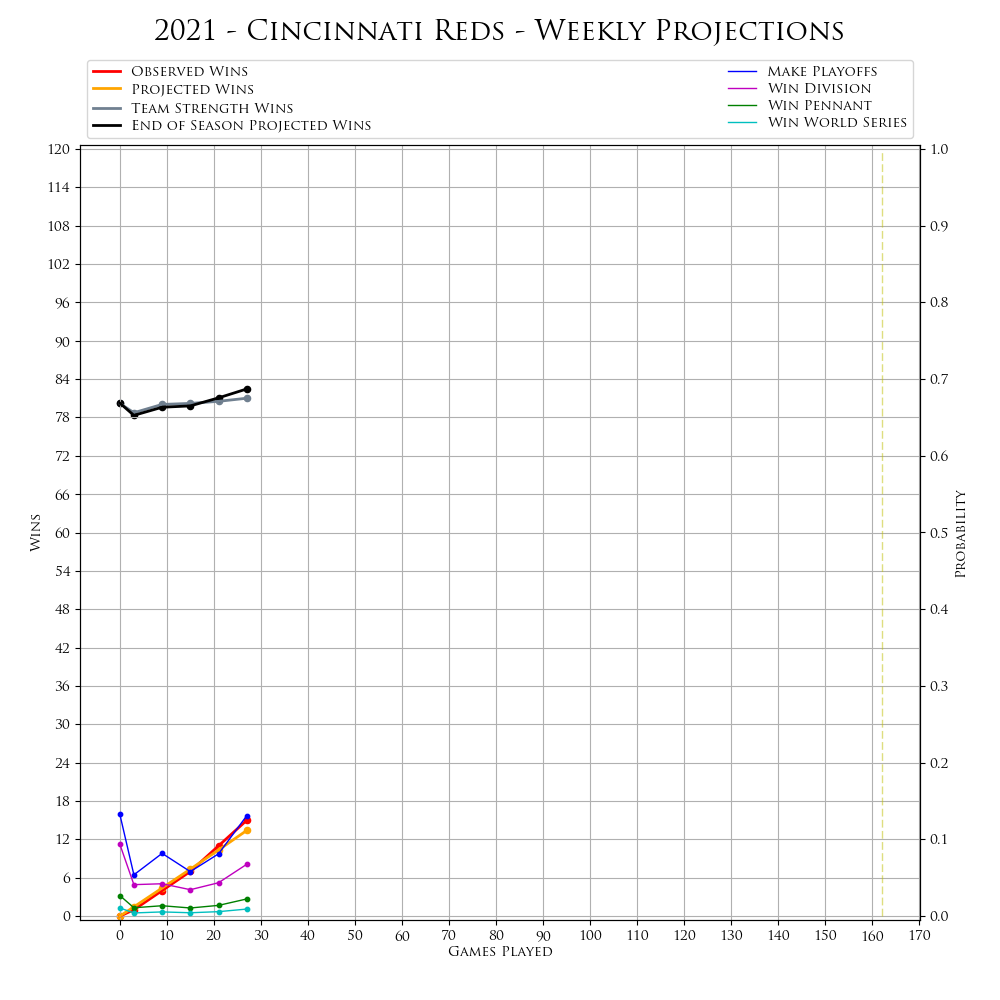 2021 - Cincinnati Reds - Weekly Projections
Observed Wins
Projected Wins
Team Strength Wins
End of Season Projected Wins
Make Playoffs
Win Division
Win Pennant
Win World Series
120
114
108
102
96
90
84
78
72
66
60
54
48
42
36
30
24
18
12
6
0
Wins
1.0
0.9
0.8
0.7
0.6
0.5
0.4
0.3
0.2
0.1
0.0
Probability
0 10 20 30 40 50 60 70 80 90 100 110 120 130 140 150 160 170
Games Played